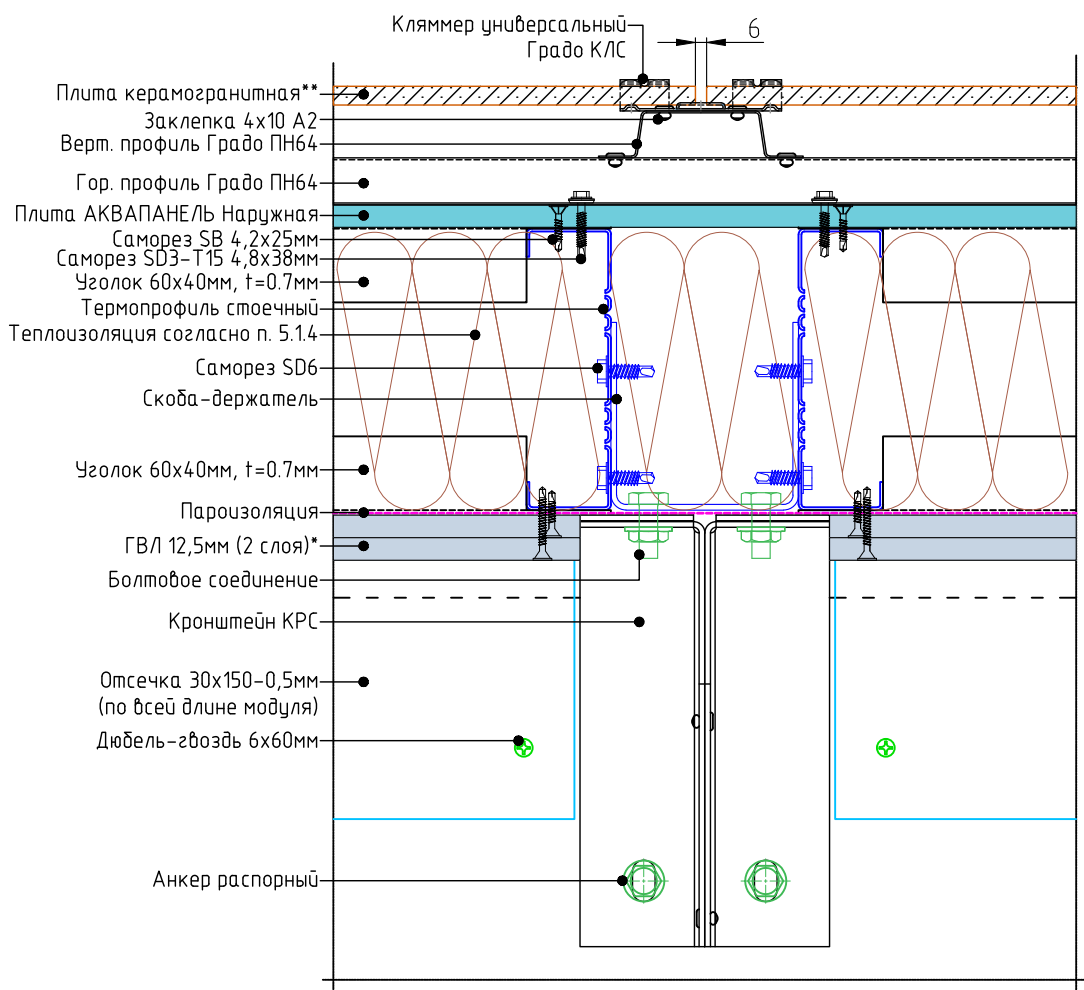 Кляммер универсальный
Градо КЛС
6
Плита керамогранитная**
Заклепка 4х10 А2
Верт. профиль Градо ПН64
Гор. профиль Градо ПН64
Плита АКВАПАНЕЛЬ Наружная
Саморез SB 4,2х25мм
Саморез SD3-T15 4,8х38мм
Уголок 60х40мм, t=0.7мм
Термопрофиль стоечный
Теплоизоляция согласно п. 5.1.4
Саморез SD6
Скоба-держатель
Уголок 60х40мм, t=0.7мм
Пароизоляция
ГВЛ 12,5мм (2 слоя)*
Болтовое соединение
Кронштейн КРС
Отсечка 30х150-0,5мм
(по всей длине модуля)
Дюбель-гвоздь 6х60мм
Анкер распорный